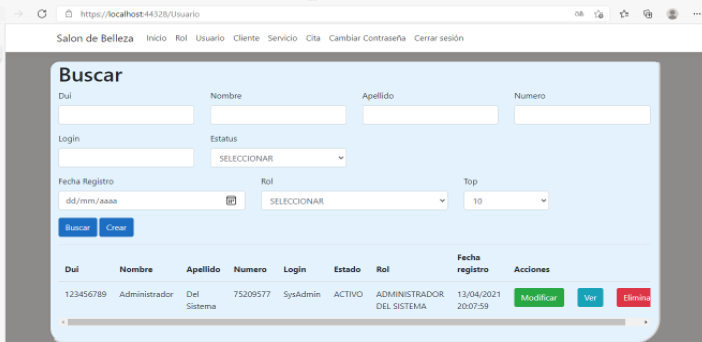 https://localhost:44328/Usuario
Salon de Belleza Inicio Rol Usuario Cliente Servicio Cita Cambiar Contraseña Cerrar sesión
Buscar
Dui Nombre Apellido Numero
Login Estatus
SELECCIONAR
Fecha Registro Rol Top
dd/mm/aaaa SELECCIONAR 10
Buscar Crear
Dui Nombre Apellido Numero Login Estado Rol Fecha registro Acciones
123456789 Administrador Del Sistema 75209577 SysAdmin ACTIVO ADMINISTRADOR DEL SISTEMA 13/04/2021 20:07:59 Modificar Ver Elimina